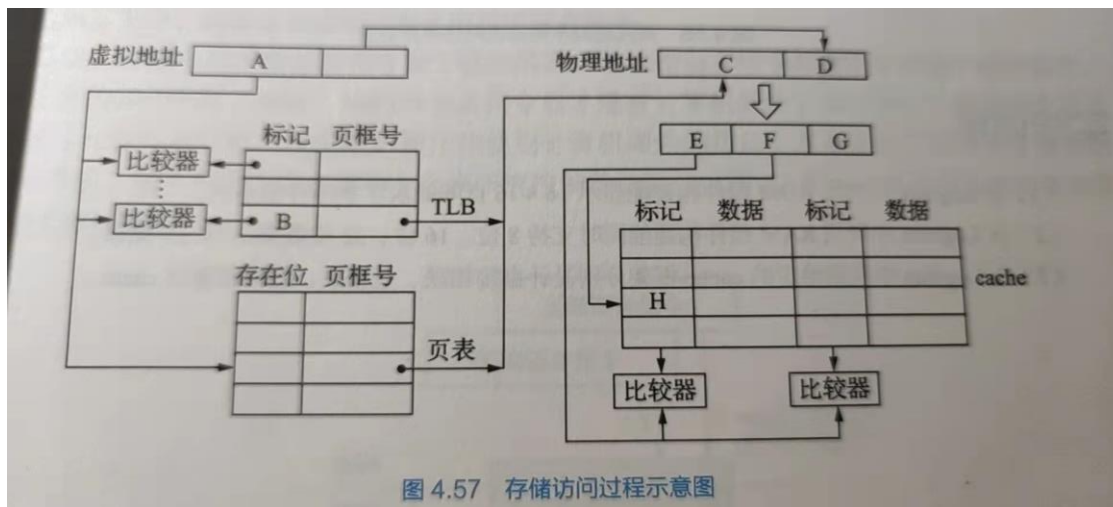 虚拟地址 A
物理地址 C D
标记 页框号
E F G
比较器
⋮
比较器
B
TLB
标记 数据 标记 数据
存在位 页框号
cache
H
页表
比较器 比较器
图 4.57 存储访问过程示意图